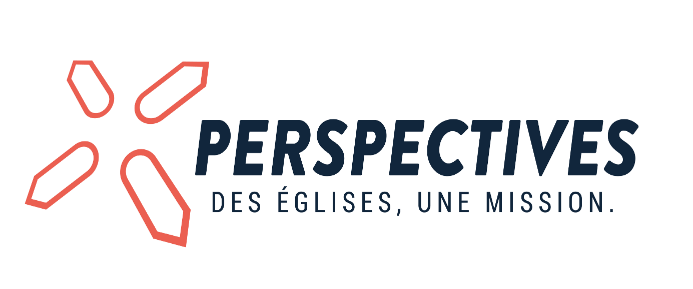 PERSPECTIVES
DES ÉGLISES, UNE MISSION.